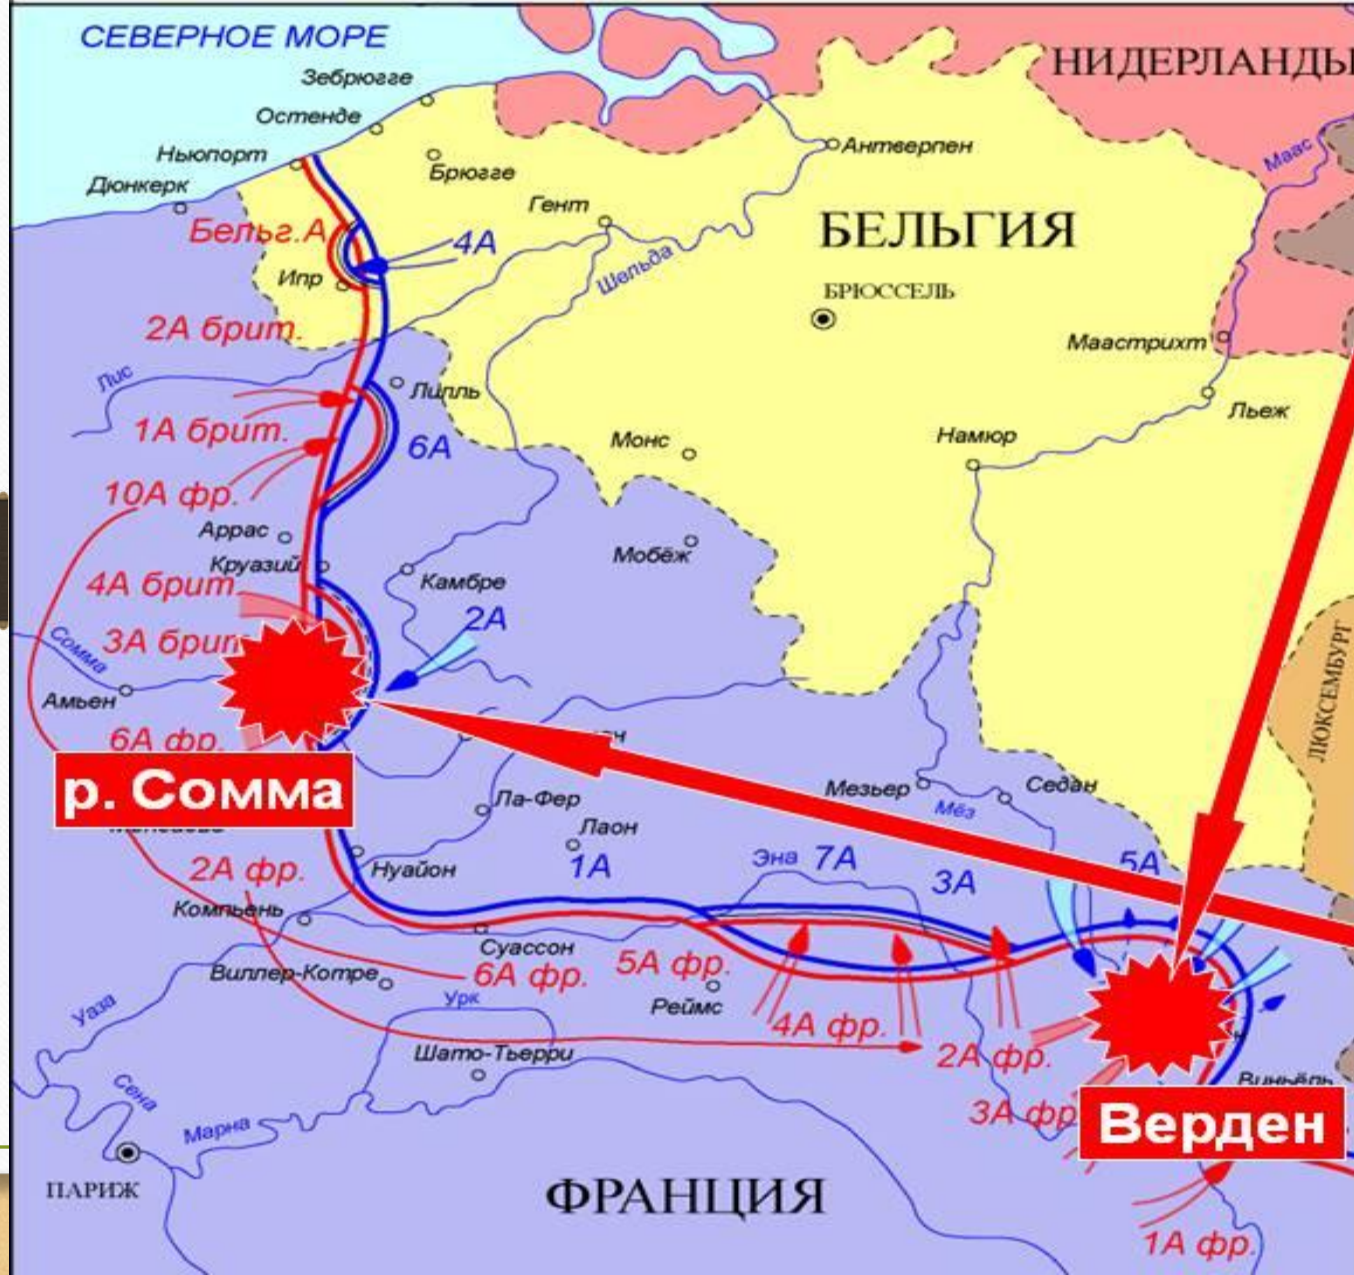 СЕВЕРНОЕ МОРЕ
НИДЕРЛАНДЫ
Зебрюгге
Остенде
Ньюпорт
Антверпен
Маас
Брюгге
Дюнкерк
Гент
Бельг.А
4А
БЕЛЬГИЯ
Шельда
Ипр
БРЮССЕЛЬ
2А брит.
Маастрихт
Лис
Лилль
Льеж
1А брит.
6А
Монс
Намюр
10А фр.
Аррас
Мобёж
Круазий
Камбре
4А брит.
2А
3А брит
Сомма
ЛЮКСЕМБУРГ
Амьен
6А фр.
р. Сомма
Мезьер
Седан
Ла-Фер
Мёз
Лаон
Эна
7А
5А
Нуайон
1А
3А
2А фр.
Компьень
Суассон
6А фр.
5А фр.
Виллер-Котре
Реймс
Уаза
Урк
4А фр.
Шато-Тьерри
2А фр.
Виньёль
Сена
3А фр
Верден
Марна
ПАРИЖ
ФРАНЦИЯ
1А фр.